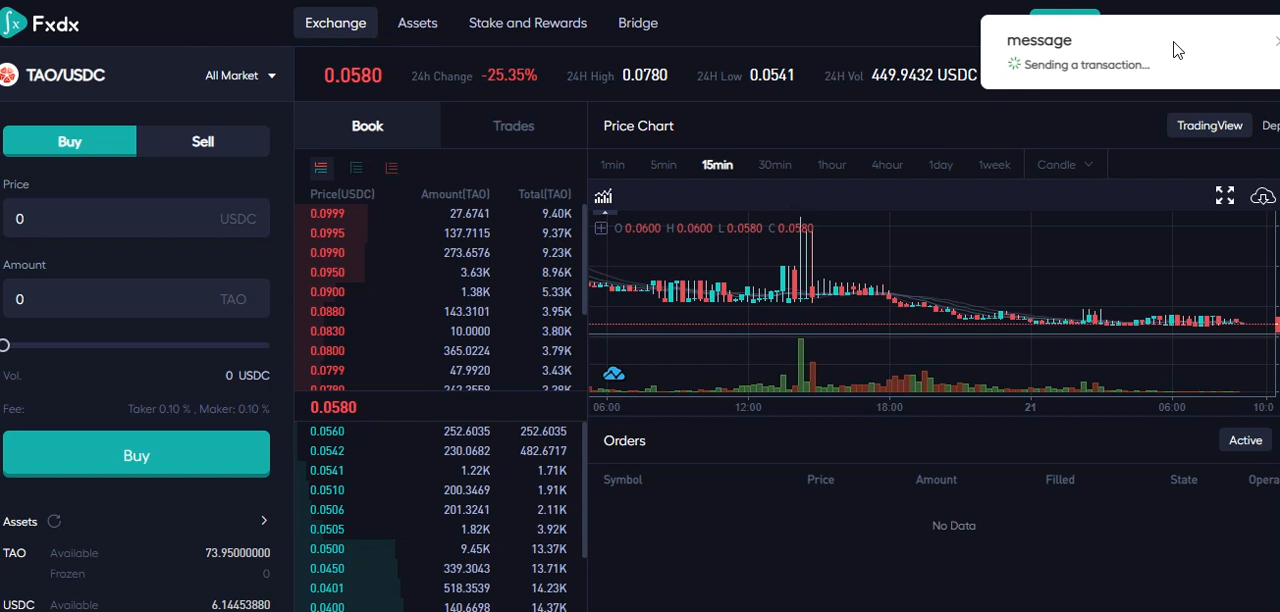 Fxdx
Exchange
Assets
Stake and Rewards
Bridge
message
Sending a transaction...
TAO/USDC
All Market
0.0580
24h Change -25.35%
24H High 0.0780
24H Low 0.0541
24H Vol 449.9432 USDC
Buy
Sell
Price
0 USDC
Amount
0 TAO
Vol. 0 USDC
Fee: Taker 0.10 % , Maker: 0.10 %
Buy
Assets
TAO Available 73.95000000
Frozen 0
USDC Available 6.14453880
Book
Trades
Price(USDC) Amount(TAO) Total(TAO)
0.0999 27.6741 9.40K
0.0995 137.7115 9.37K
0.0990 273.6576 9.23K
0.0950 3.63K 8.96K
0.0900 1.38K 5.33K
0.0880 143.3101 3.95K
0.0830 10.0000 3.80K
0.0800 365.0224 3.79K
0.0799 47.9920 3.43K
0.0580
0.0560 252.6035 252.6035
0.0542 230.0682 482.6717
0.0541 1.22K 1.71K
0.0510 200.3469 1.91K
0.0506 201.3241 2.11K
0.0505 1.82K 3.92K
0.0500 9.45K 13.37K
0.0450 339.3043 13.71K
0.0401 518.3539 14.23K
0.0400 140.6698 14.37K
Price Chart
TradingView
1min 5min 15min 30min 1hour 4hour 1day 1week Candle
O 0.0600 H 0.0600 L 0.0580 C 0.0580
06:00 12:00 18:00 21 06:00 10:0
Orders
Active
Symbol Price Amount Filled State Opera
No Data